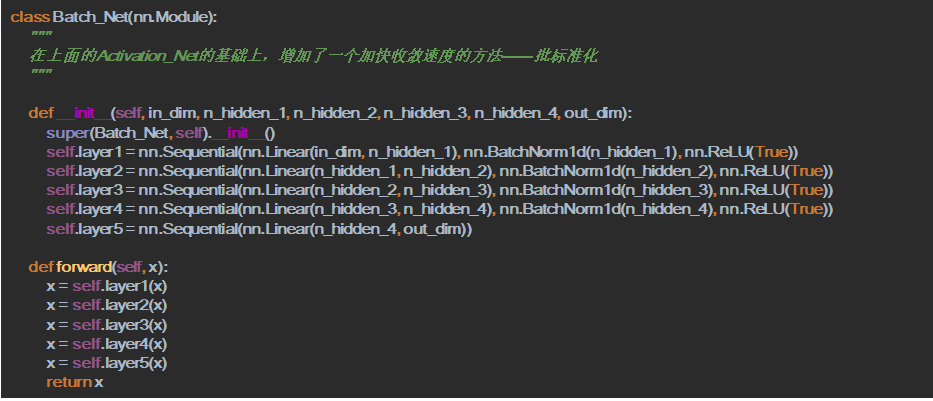 class Batch_Net(nn.Module):
"""
在上面的Activation_Net的基础上，增加了一个加快收敛速度的方法——批标准化
"""
def __init__(self, in_dim, n_hidden_1, n_hidden_2, n_hidden_3, n_hidden_4, out_dim):
super(Batch_Net, self).__init__()
self.layer1 = nn.Sequential(nn.Linear(in_dim, n_hidden_1), nn.BatchNorm1d(n_hidden_1), nn.ReLU(True))
self.layer2 = nn.Sequential(nn.Linear(n_hidden_1, n_hidden_2), nn.BatchNorm1d(n_hidden_2), nn.ReLU(True))
self.layer3 = nn.Sequential(nn.Linear(n_hidden_2, n_hidden_3), nn.BatchNorm1d(n_hidden_3), nn.ReLU(True))
self.layer4 = nn.Sequential(nn.Linear(n_hidden_3, n_hidden_4), nn.BatchNorm1d(n_hidden_4), nn.ReLU(True))
self.layer5 = nn.Sequential(nn.Linear(n_hidden_4, out_dim))
def forward(self, x):
x = self.layer1(x)
x = self.layer2(x)
x = self.layer3(x)
x = self.layer4(x)
x = self.layer5(x)
return x